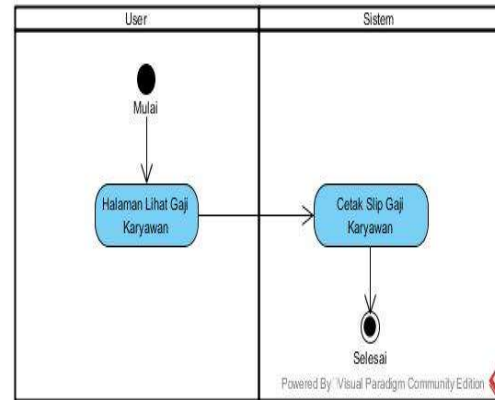 User
Sistem
Mulai
Halaman Lihat Gaji
Karyawan
Cetak Slip Gaji
Karyawan
Selesai
Powered By Visual Paradigm Community Edition